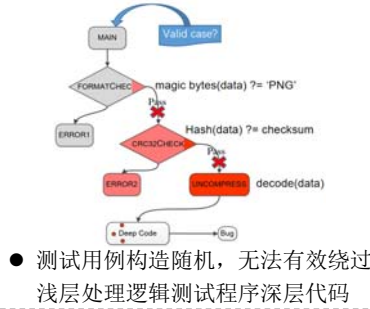 Valid case?
MAIN
FORMATCHEC
magic bytes(data) ?= 'PNG'
Pass
ERROR1
Hash(data) ?= checksum
CRC32CHECK
Pass
ERROR2
UNCOMPRESS
decode(data)
Deep Code
Bug
● 测试用例构造随机，无法有效绕过
浅层处理逻辑测试程序深层代码